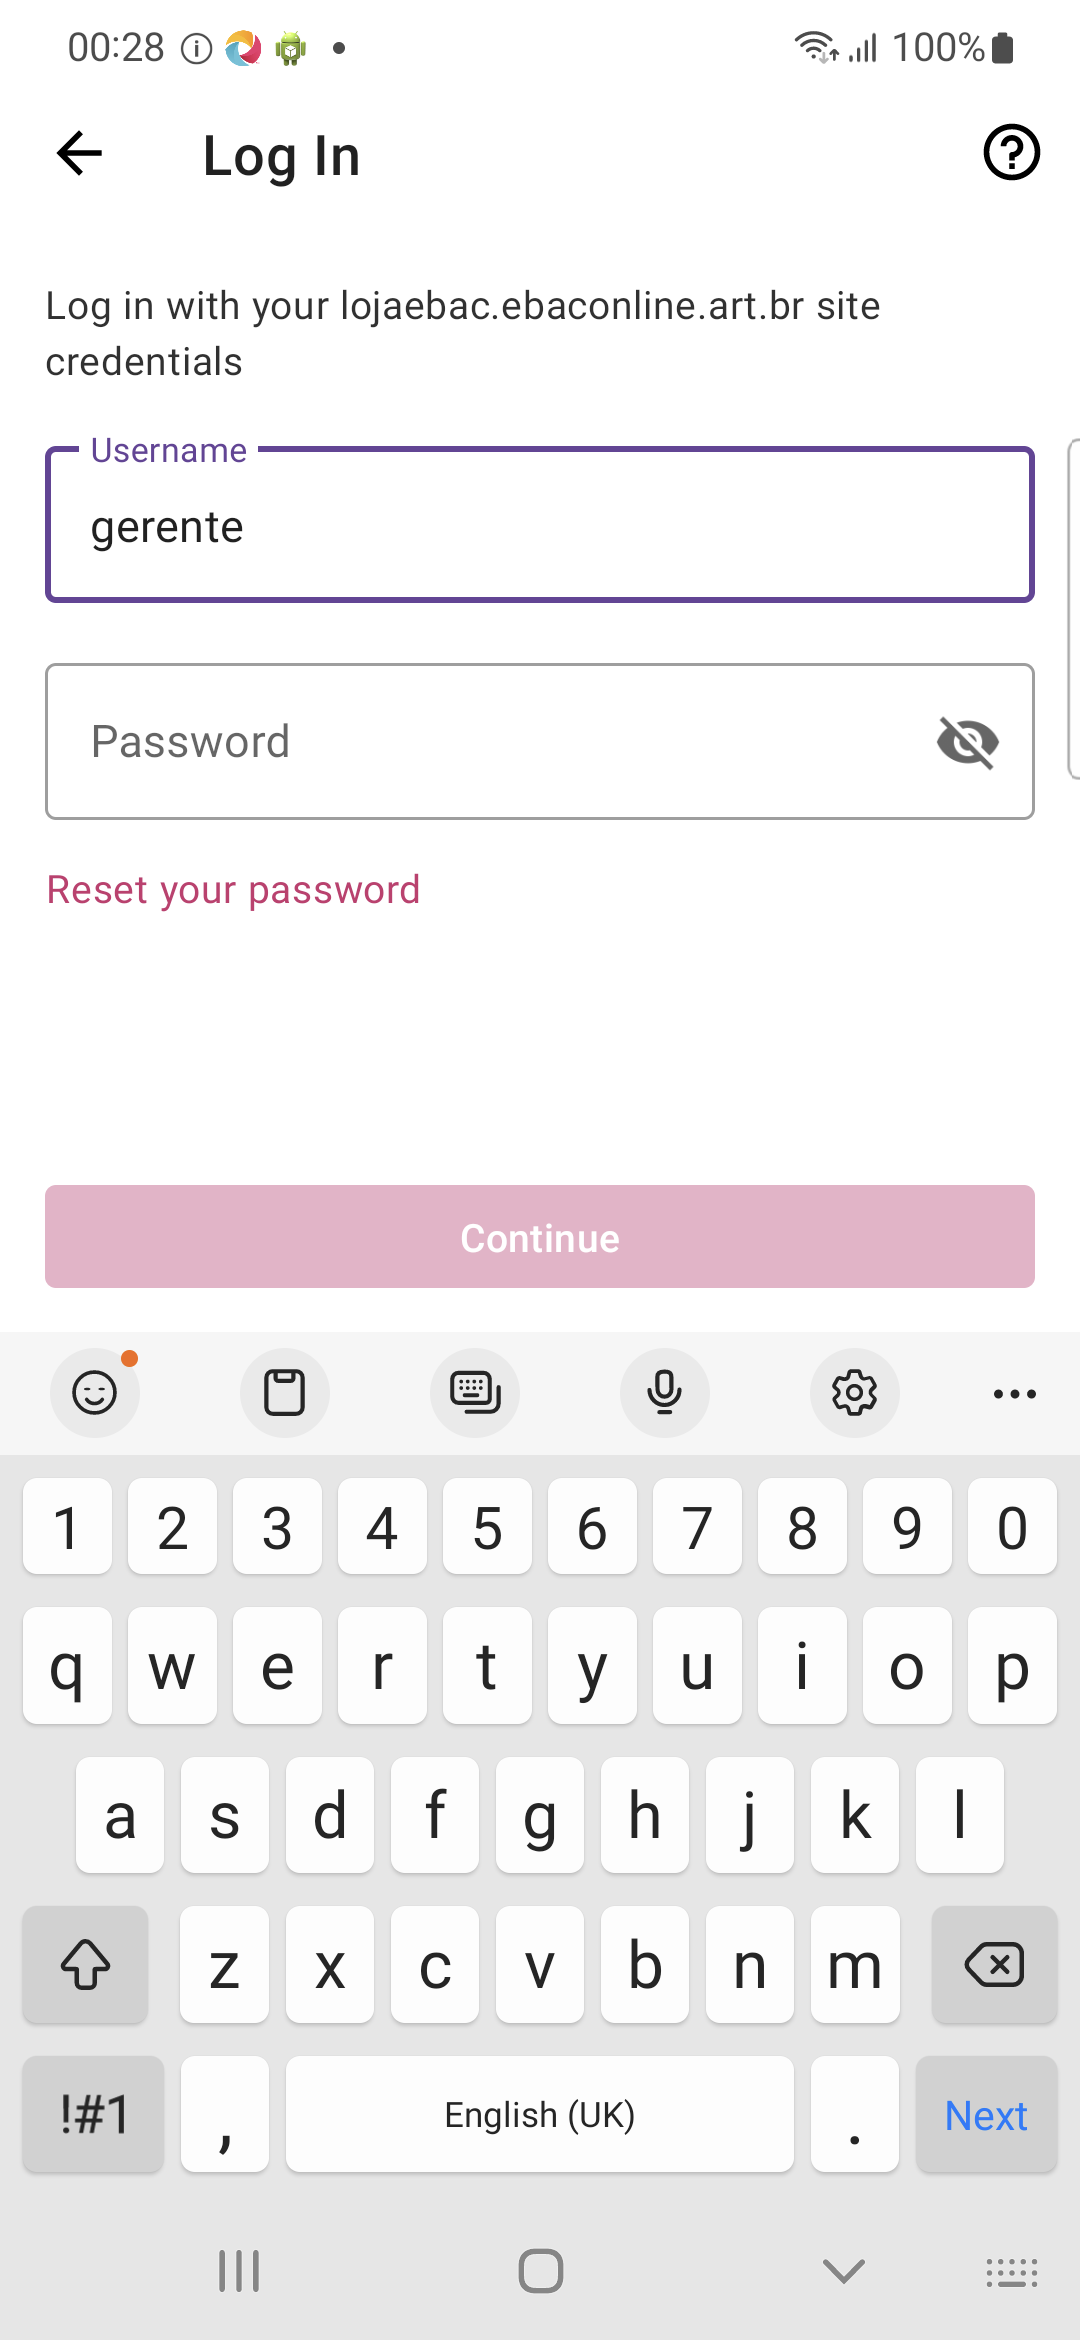 00:28
100%
Log In
Log in with your lojaebac.ebaconline.art.br site
credentials
Username
gerente
Password
Reset your password
Continue
1 2 3 4 5 6 7 8 9 0
q w e r t y u i o p
a s d f g h j k l
z x c v b n m
!#1 , English (UK) . Next